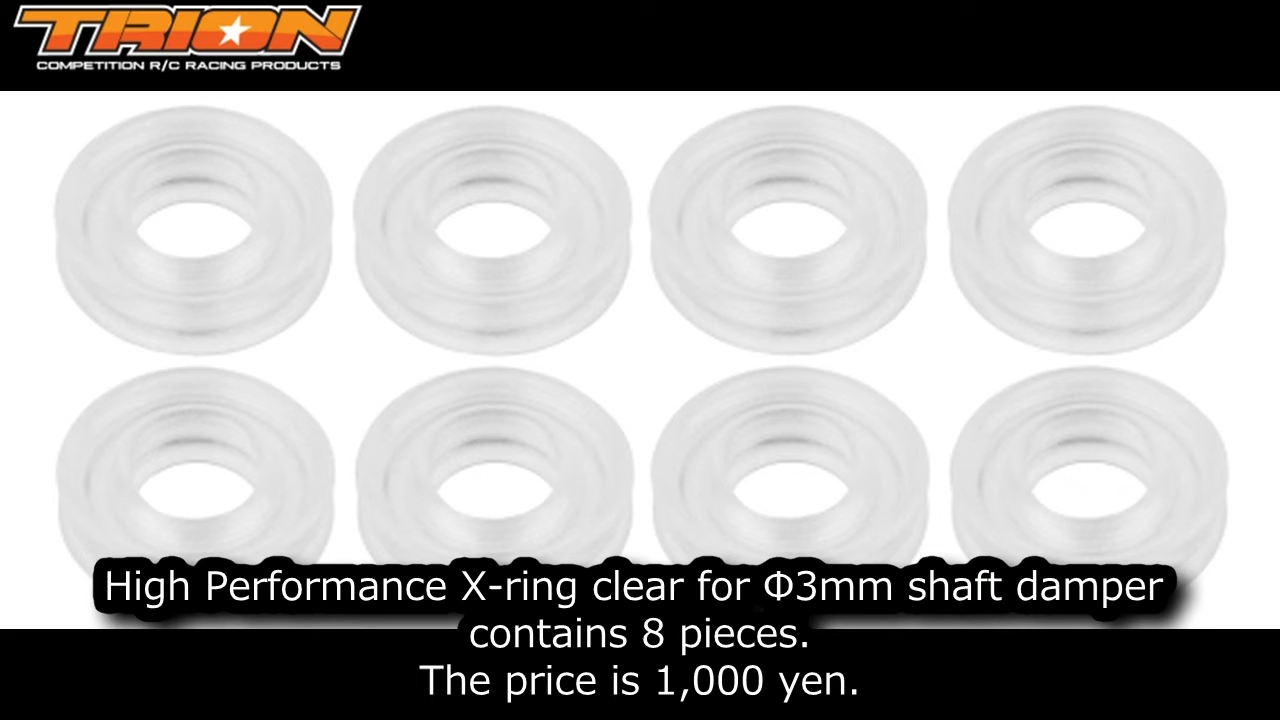 TRION
COMPETITION R/C RACING PRODUCTS
High Performance X-ring clear for Φ3mm shaft damper
contains 8 pieces.
The price is 1,000 yen.